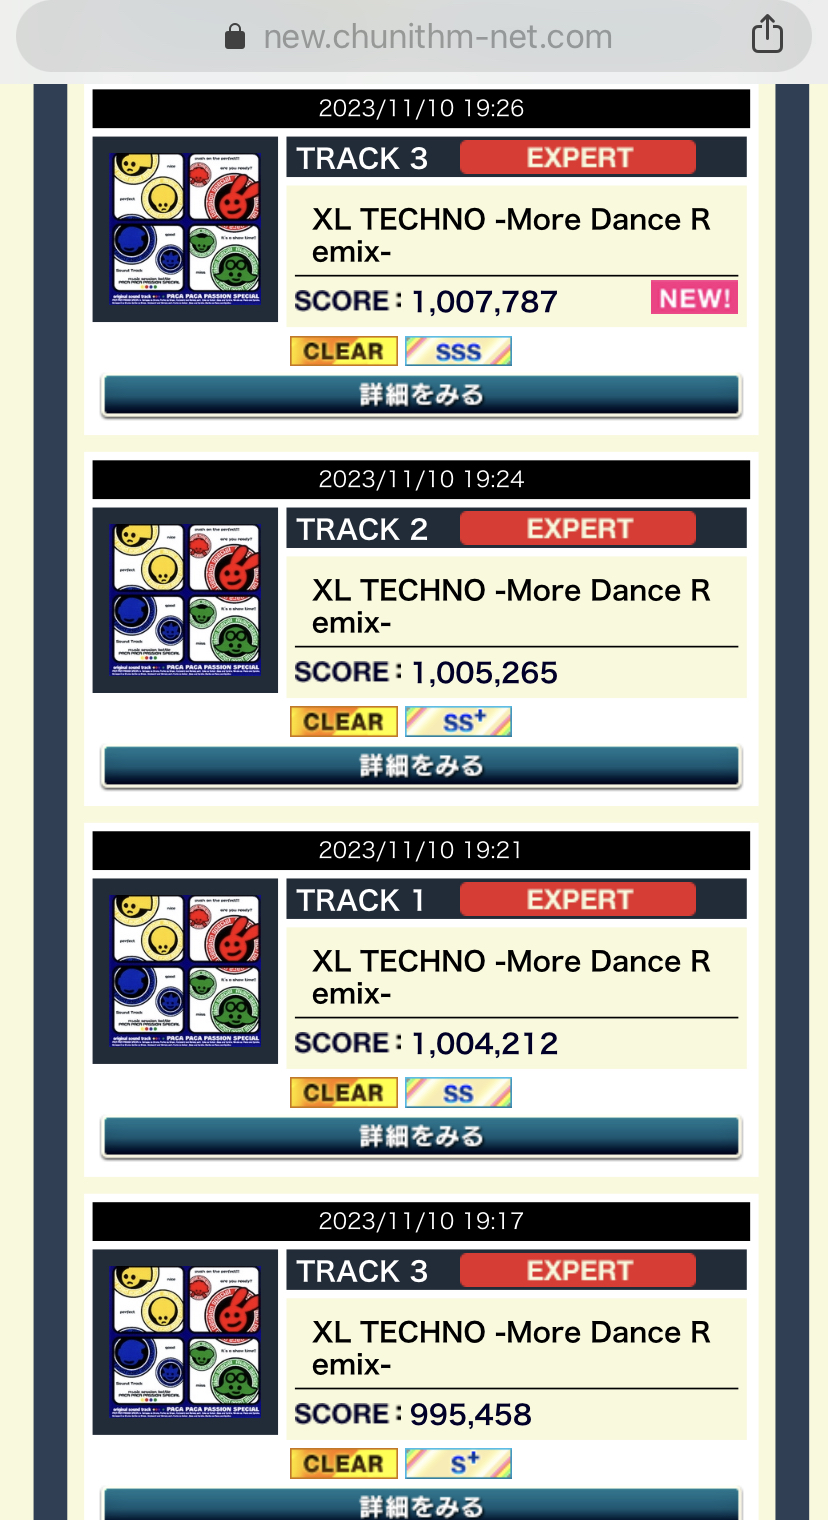 new.chunithm-net.com
2023/11/10 19:26
TRACK 3 EXPERT
XL TECHNO -More Dance R
emix-
SCORE: 1,007,787 NEW!
CLEAR SSS
詳細をみる
2023/11/10 19:24
TRACK 2 EXPERT
XL TECHNO -More Dance R
emix-
SCORE: 1,005,265
CLEAR SS+
詳細をみる
2023/11/10 19:21
TRACK 1 EXPERT
XL TECHNO -More Dance R
emix-
SCORE: 1,004,212
CLEAR SS
詳細をみる
2023/11/10 19:17
TRACK 3 EXPERT
XL TECHNO -More Dance R
emix-
SCORE: 995,458
CLEAR S+
詳細をみる